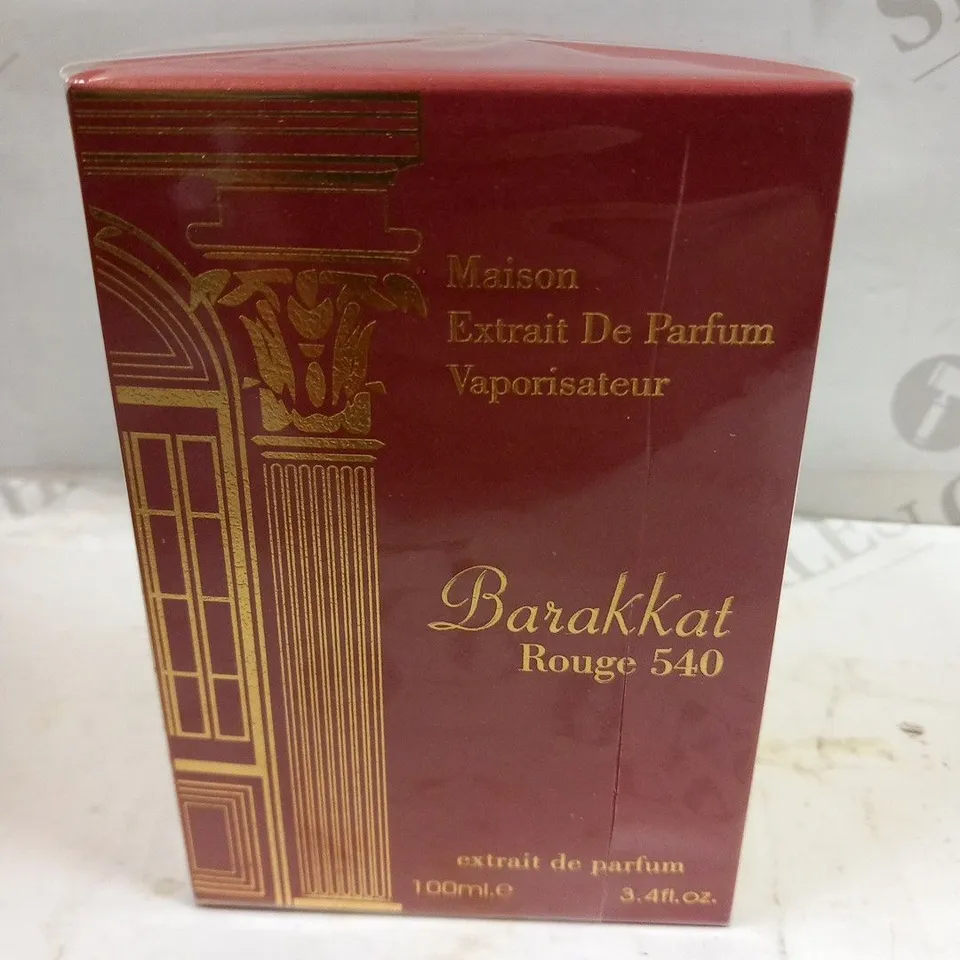 Maison
Extrait De Parfum
Vaporisateur
Barakkat
Rouge 540
extrait de parfum
100ml.e 3.4fl.oz.